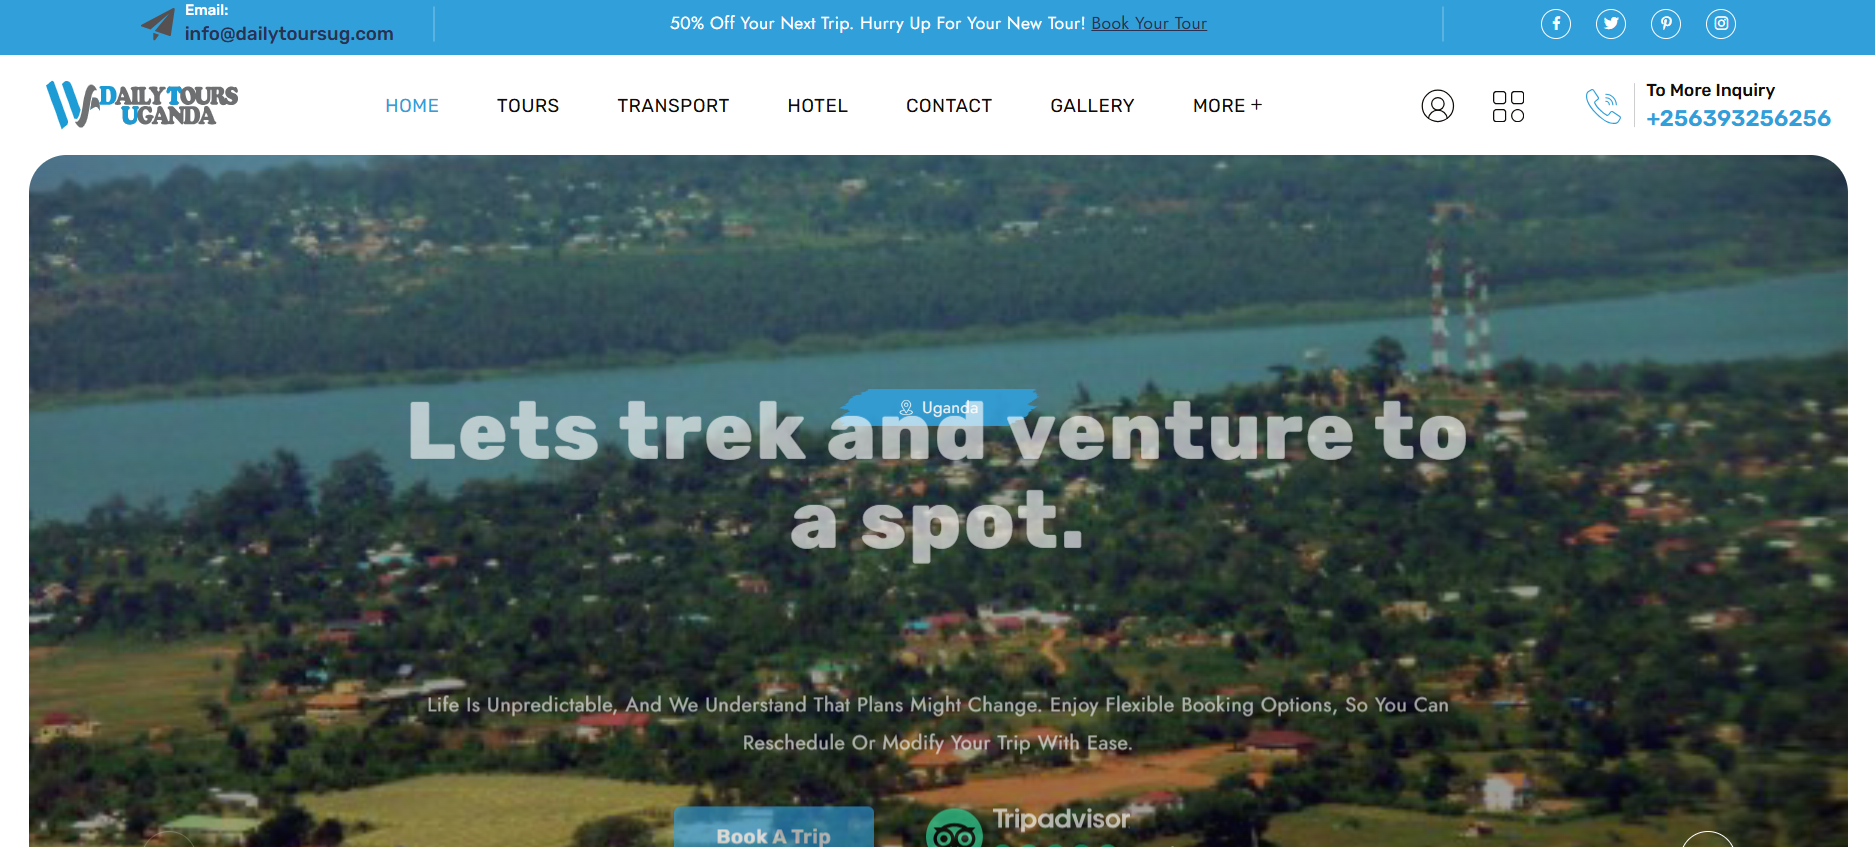 Email:
info@dailytoursug.com
50% Off Your Next Trip. Hurry Up For Your New Tour! Book Your Tour
DAILY TOURS
UGANDA
HOME TOURS TRANSPORT HOTEL CONTACT GALLERY MORE +
To More Inquiry
+256393256256
Uganda
Lets trek and venture to
a spot.
Life Is Unpredictable, And We Understand That Plans Might Change. Enjoy Flexible Booking Options, So You Can
Reschedule Or Modify Your Trip With Ease.
Book A Trip
Tripadvisor